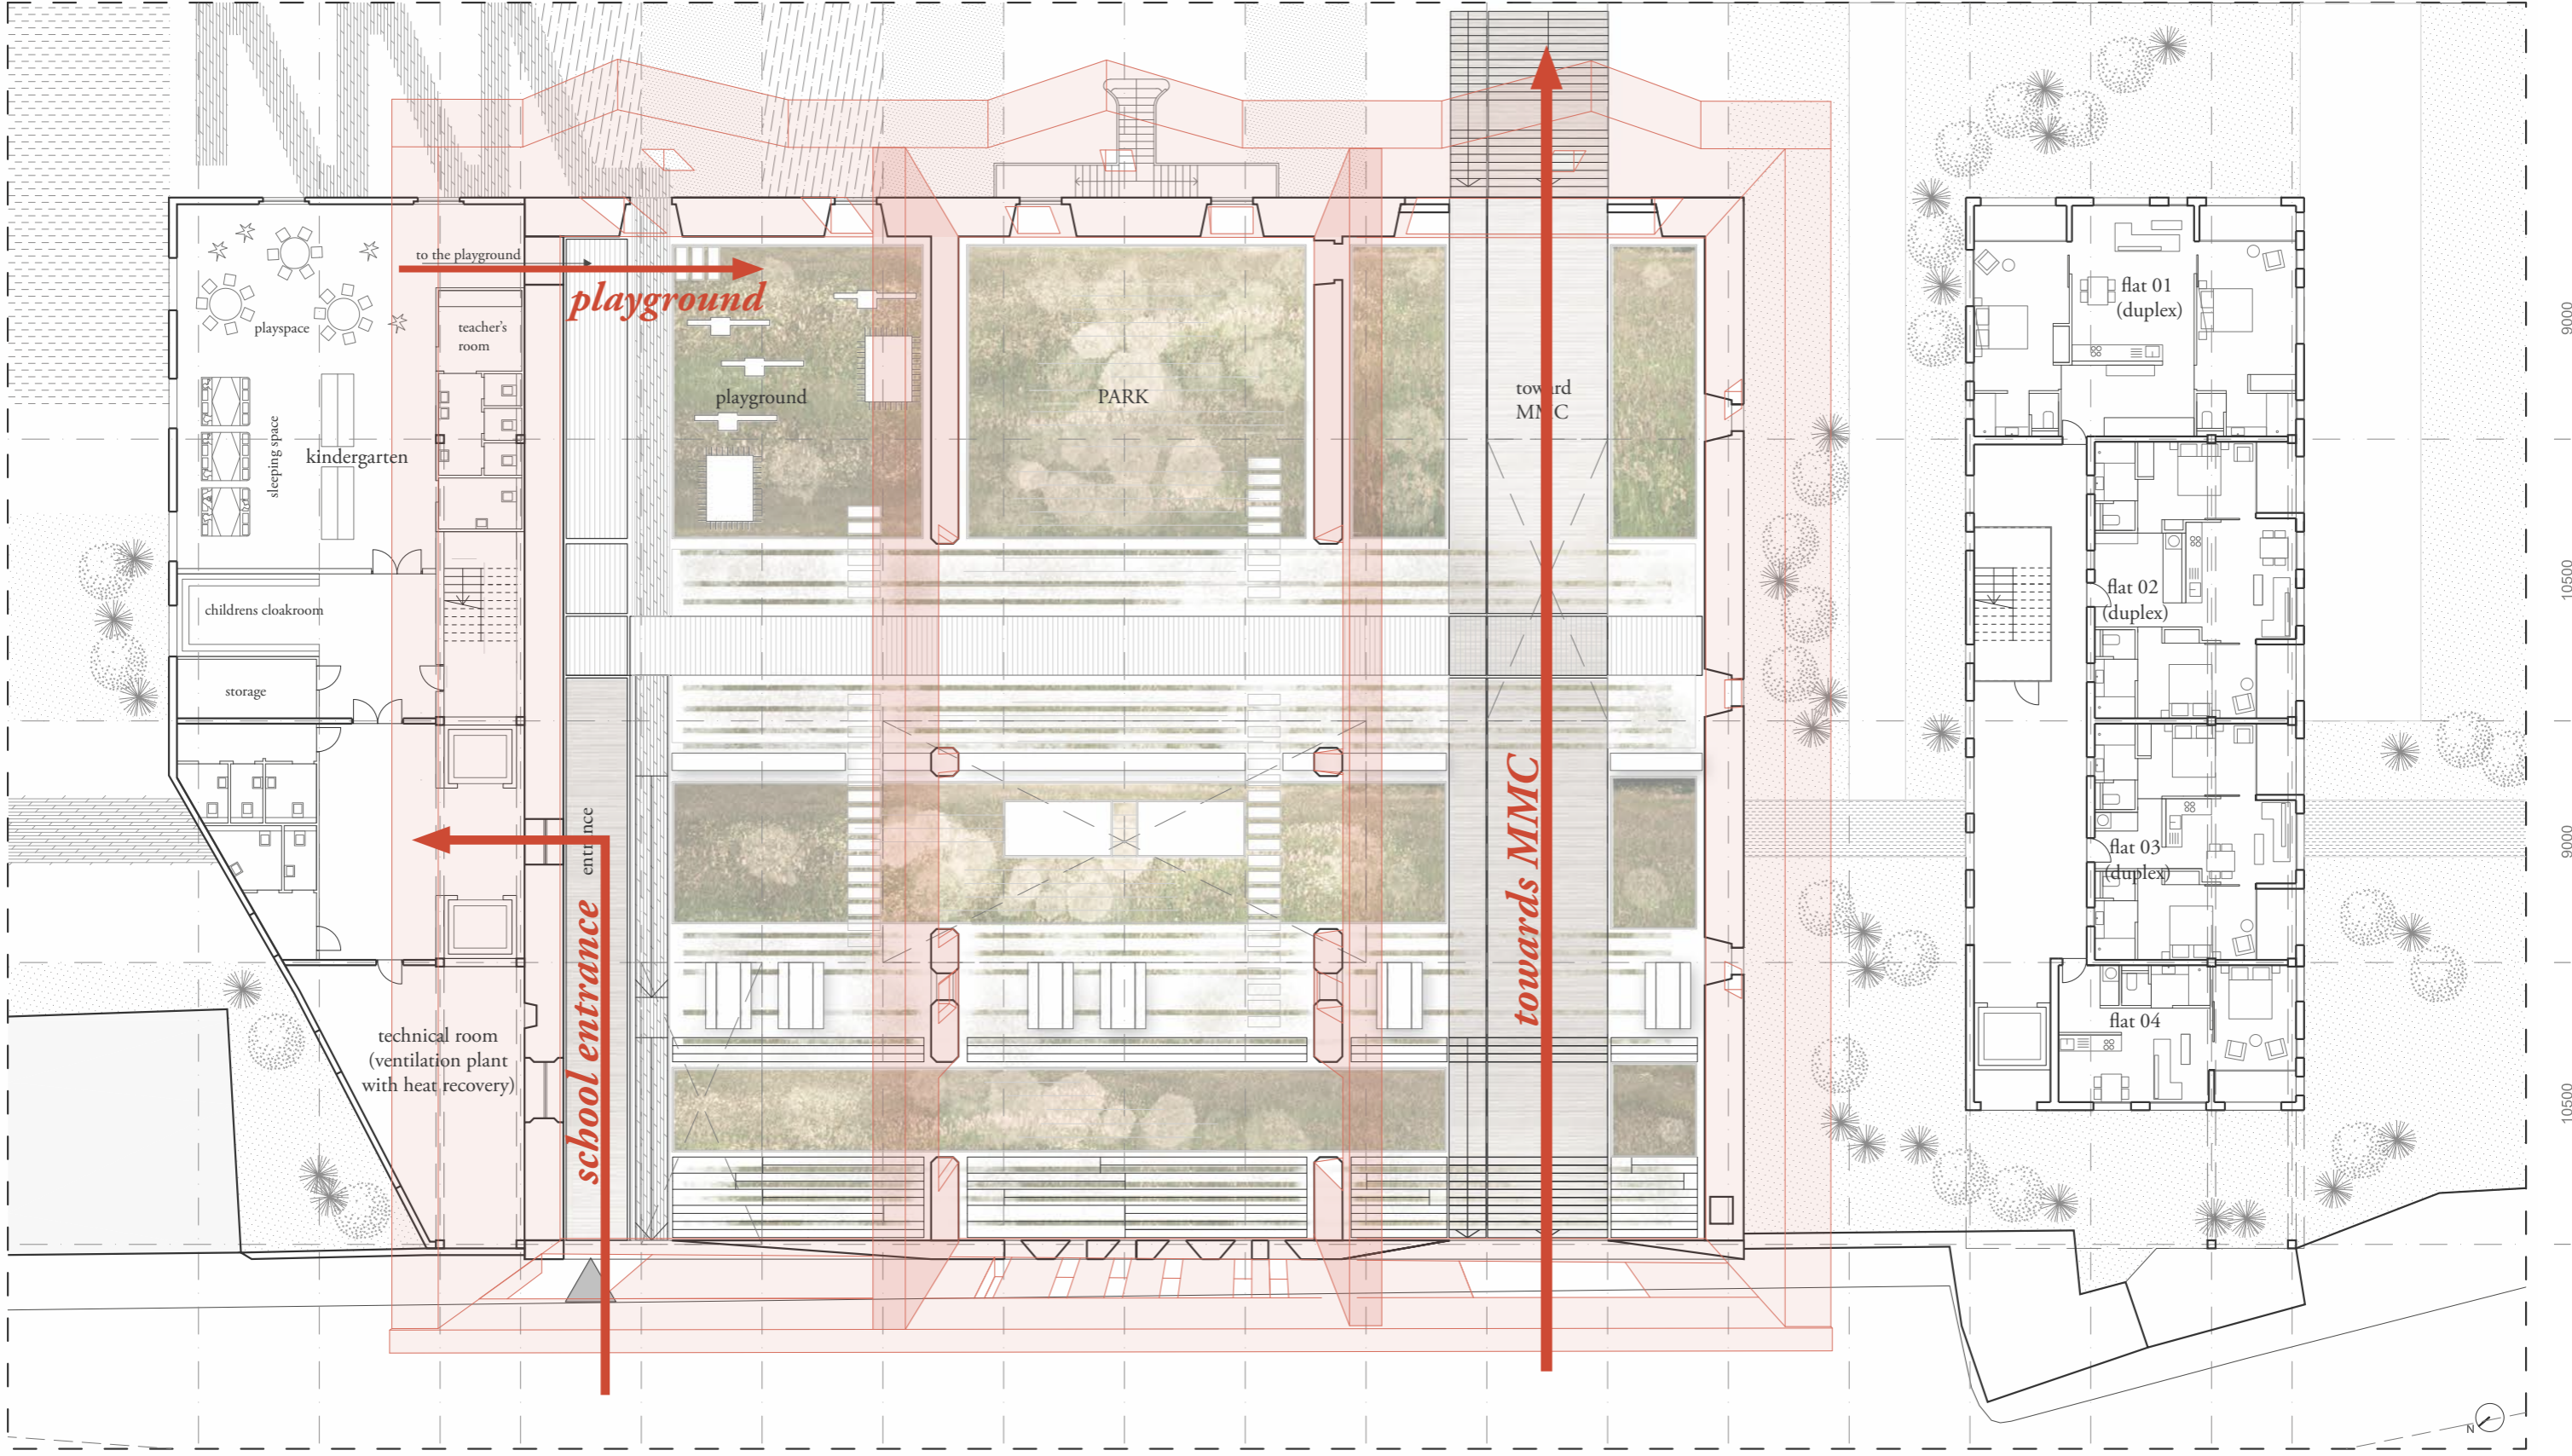 to the playground
playground
playspace
teacher's
room
sleeping space
kindergarten
childrens cloakroom
storage
entrance
school entrance
technical room
(ventilation plant
with heat recovery)
playground
PARK
toward
MMC
towards MMC
flat 01
(duplex)
flat 02
(duplex)
flat 03
(duplex)
flat 04
9000
10500
9000
10500
N